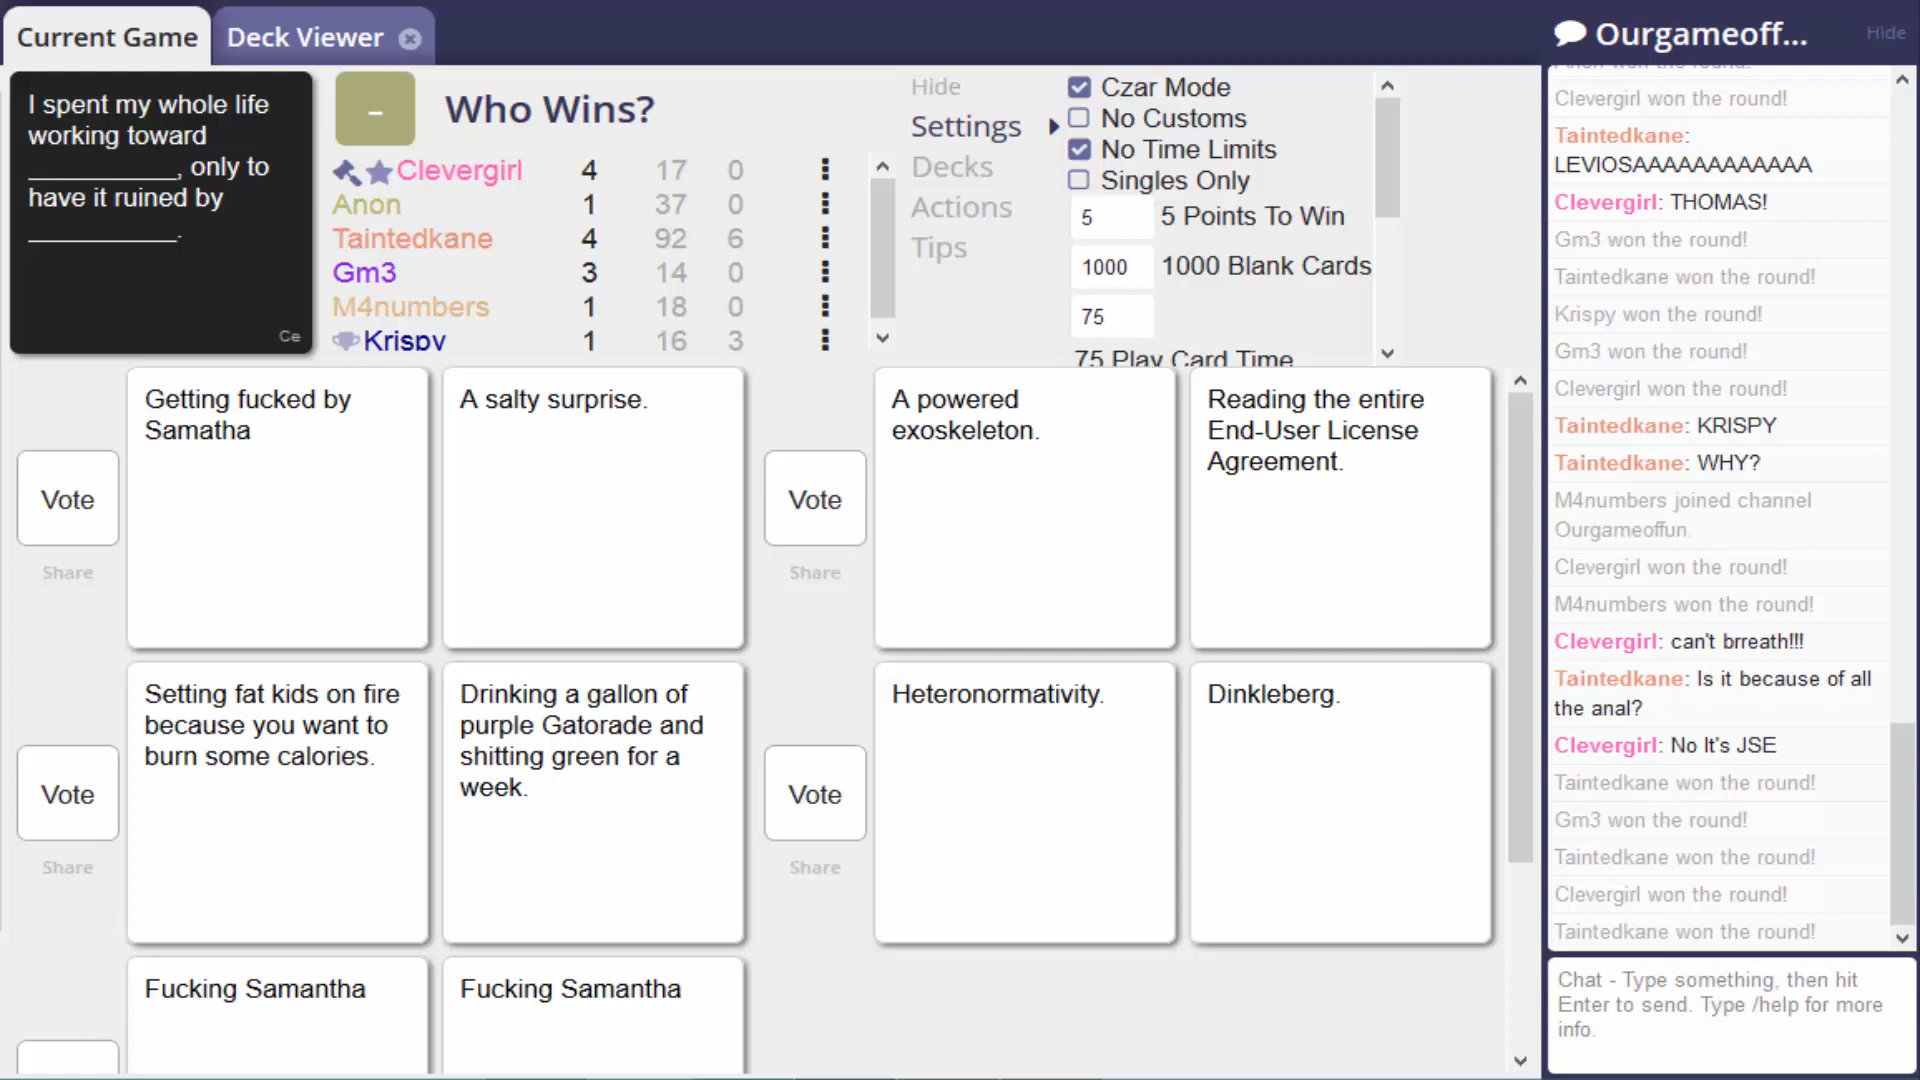 Current Game
Deck Viewer
I spent my whole life
working toward
__________, only to
have it ruined by
__________.
Ce
-
Who Wins?
Clevergirl 4 17 0
Anon 1 37 0
Taintedkane 4 92 6
Gm3 3 14 0
M4numbers 1 18 0
Krispy 1 16 3
Hide
Settings
Decks
Actions
Tips
Czar Mode
No Customs
No Time Limits
Singles Only
5 5 Points To Win
1000 1000 Blank Cards
75
75 Play Card Time
Vote
Share
Getting fucked by
Samatha
A salty surprise.
Vote
Share
A powered
exoskeleton.
Reading the entire
End-User License
Agreement.
Vote
Share
Setting fat kids on fire
because you want to
burn some calories.
Drinking a gallon of
purple Gatorade and
shitting green for a
week.
Vote
Share
Heteronormativity.
Dinkleberg.
Fucking Samantha
Fucking Samantha
Ourgameoff...
Hide
Anon won the round!
Clevergirl won the round!
Taintedkane:
LEVIOSAAAAAAAAAAAAA
Clevergirl: THOMAS!
Gm3 won the round!
Taintedkane won the round!
Krispy won the round!
Gm3 won the round!
Clevergirl won the round!
Taintedkane: KRISPY
Taintedkane: WHY?
M4numbers joined channel
Ourgameoffun.
Clevergirl won the round!
M4numbers won the round!
Clevergirl: can't brreath!!!
Taintedkane: Is it because of all
the anal?
Clevergirl: No It's JSE
Taintedkane won the round!
Gm3 won the round!
Taintedkane won the round!
Clevergirl won the round!
Taintedkane won the round!
Chat - Type something, then hit
Enter to send. Type /help for more
info.